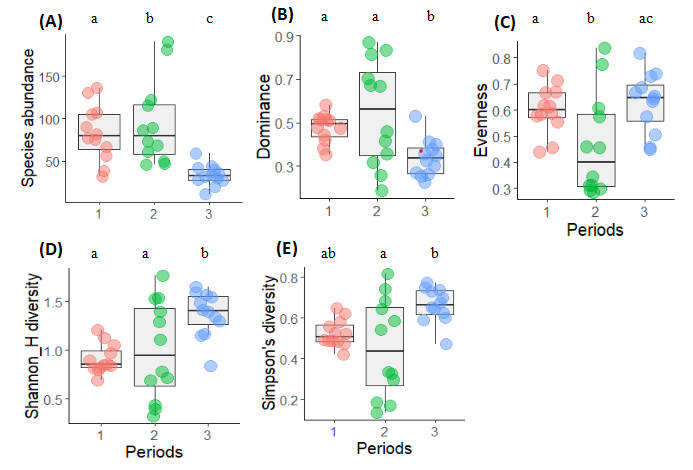 (A) a b c
Species abundance
150
100
50
1 2 3
(B) a a b
Dominance
0.9
0.7
0.5
0.3
1 2 3
(C) a b ac
Evenness
0.8
0.7
0.6
0.5
0.4
0.3
1 2 3
Periods
(D) a a b
Shannon_H diversity
1.5
1.0
0.5
1 2 3
Periods
(E) ab a b
Simpson's diversity
0.8
0.6
0.4
0.2
1 2 3
Periods